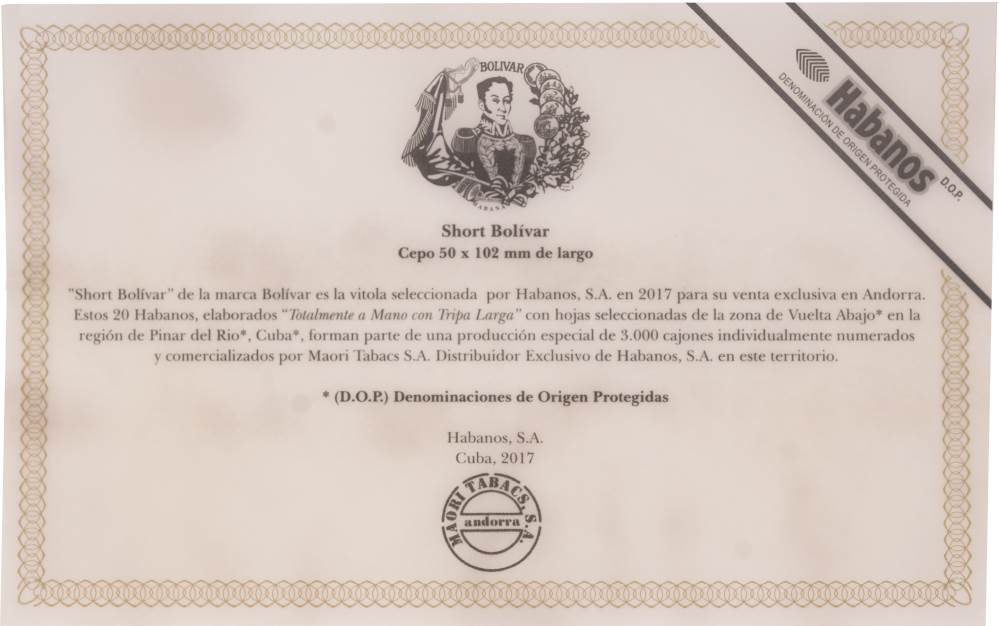 BOLIVAR
HABANA
Habanos
D.O.P.
DENOMINACIÓN DE ORIGEN PROTEGIDA
Short Bolívar
Cepo 50 x 102 mm de largo
"Short Bolívar" de la marca Bolívar es la vitola seleccionada por Habanos, S.A. en 2017 para su venta exclusiva en Andorra.
Estos 20 Habanos, elaborados "Totalmente a Mano con Tripa Larga" con hojas seleccionadas de la zona de Vuelta Abajo* en la
región de Pinar del Rio*, Cuba*, forman parte de una producción especial de 3.000 cajones individualmente numerados
y comercializados por Maori Tabacs S.A. Distribuidor Exclusivo de Habanos, S.A. en este territorio.
* (D.O.P.) Denominaciones de Origen Protegidas
Habanos, S.A.
Cuba, 2017
MAORI TABACS, S.A.
andorra